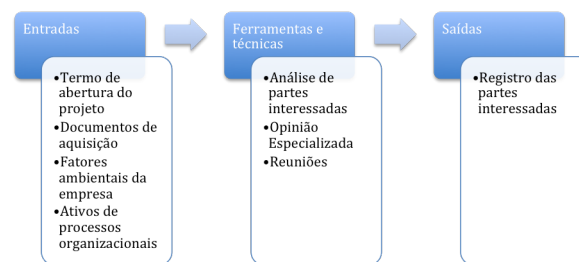 Entradas
•Termo de
abertura do
projeto
•Documentos de
aquisição
•Fatores
ambientais da
empresa
•Ativos de
processos
organizacionais
Ferramentas e
técnicas
•Análise de
partes
interessadas
•Opinião
Especializada
•Reuniões
Saídas
•Registro das
partes
interessadas